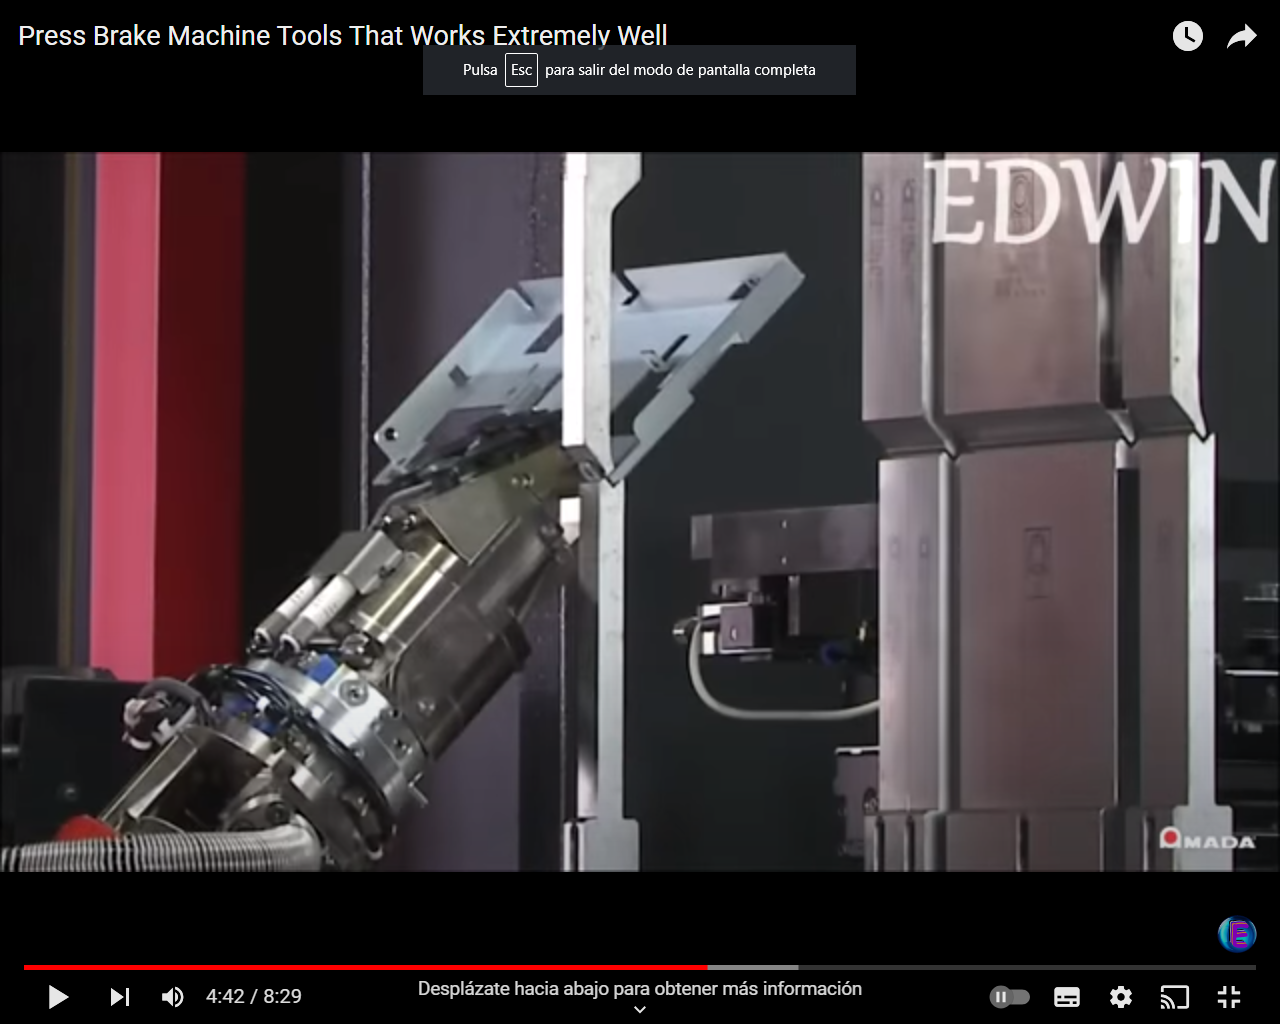 Press Brake Machine Tools That Works Extremely Well
Pulsa Esc para salir del modo de pantalla completa
EDWIN
AMADA
E
4:42 / 8:29
Desplázate hacia abajo para obtener más información